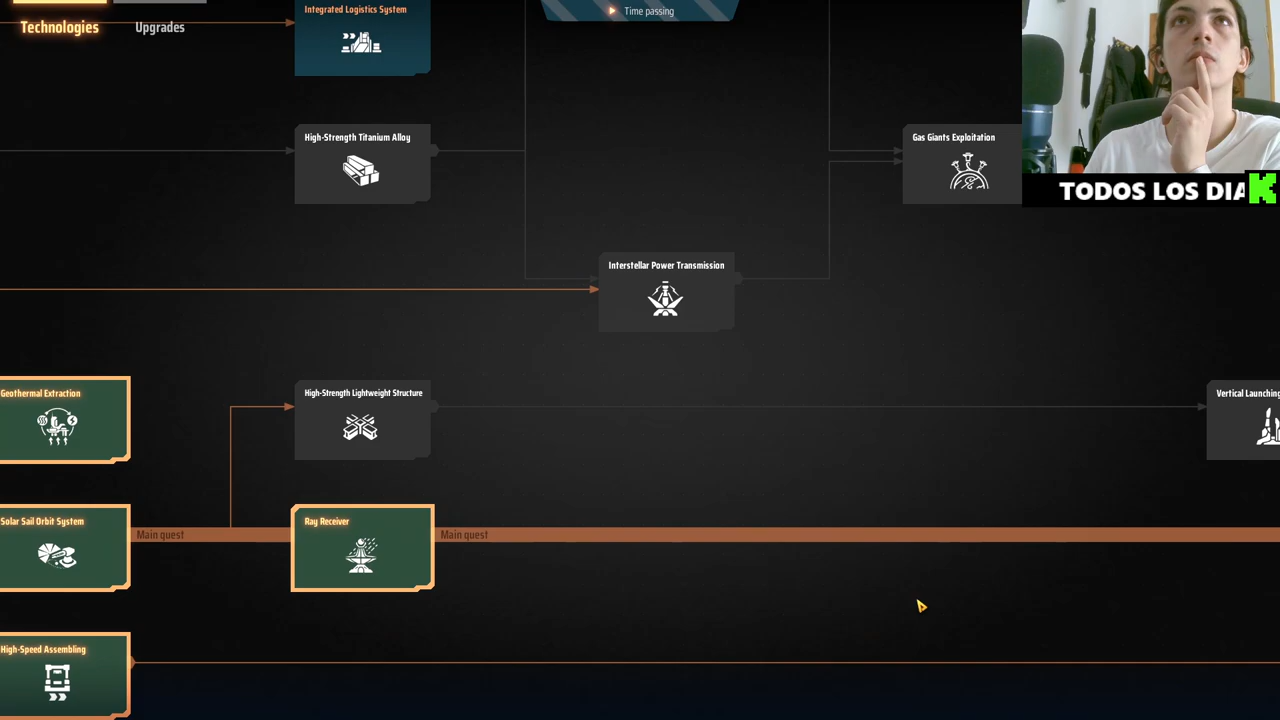 Technologies
Upgrades
Integrated Logistics System
Time passing
High-Strength Titanium Alloy
Gas Giants Exploitation
TODOS LOS DIA
Interstellar Power Transmission
Geothermal Extraction
High-Strength Lightweight Structure
Vertical Launching
Solar Sail Orbit System
Main quest
Ray Receiver
Main quest
High-Speed Assembling